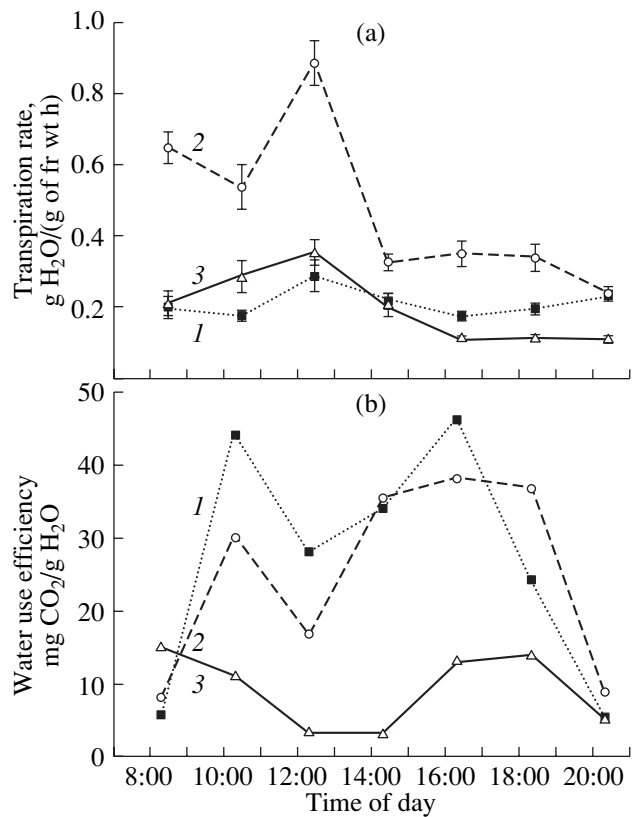 (a)
1.0
0.8
0.6
0.4
0.2
Transpiration rate,
g H₂O/(g of fr wt h)
2
3
1
(b)
50
40
30
20
10
0
Water use efficiency
mg CO₂/g H₂O
1
2
3
8:00 10:00 12:00 14:00 16:00 18:00 20:00
Time of day